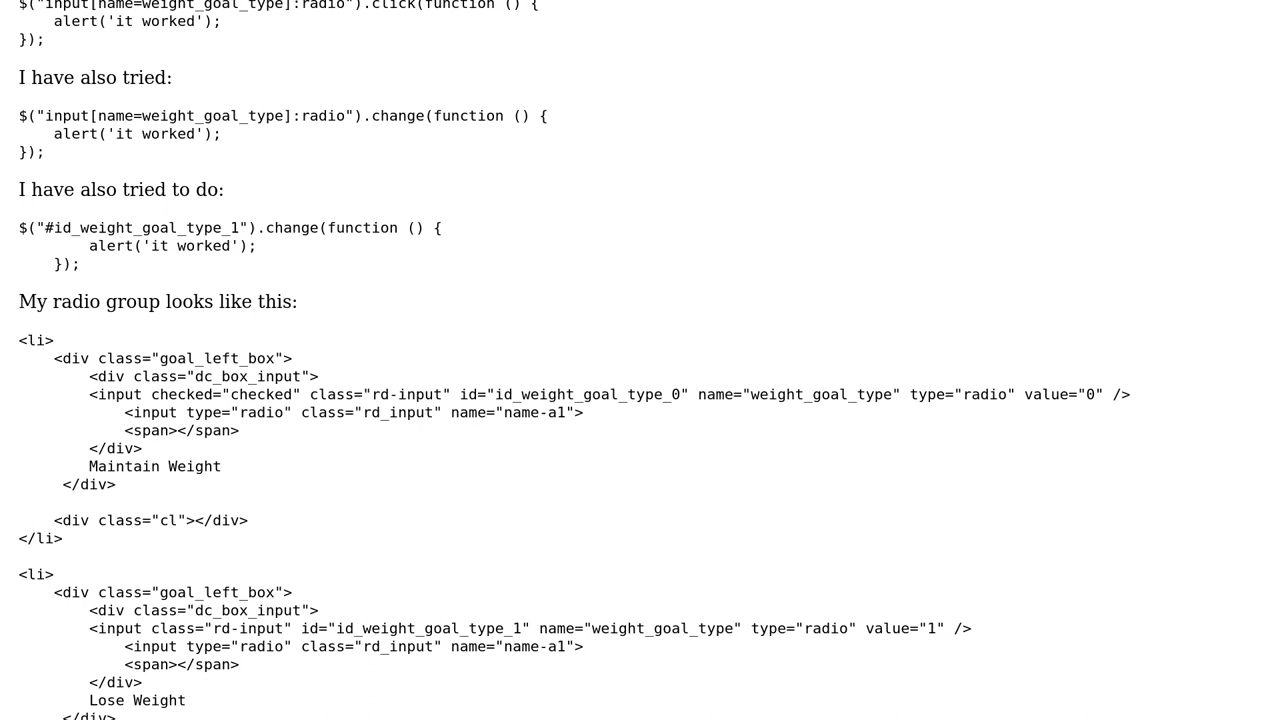 $("input[name=weight_goal_type]:radio").click(function () {
    alert('it worked');
});
I have also tried:
$("input[name=weight_goal_type]:radio").change(function () {
    alert('it worked');
});
I have also tried to do:
$("#id_weight_goal_type_1").change(function () {
        alert('it worked');
    });
My radio group looks like this:
<li>
    <div class="goal_left_box">
        <div class="dc_box_input">
        <input checked="checked" class="rd-input" id="id_weight_goal_type_0" name="weight_goal_type" type="radio" value="0" />
            <input type="radio" class="rd_input" name="name-a1">
            <span></span>
        </div>
        Maintain Weight
     </div>
    <div class="cl"></div>
</li>
<li>
    <div class="goal_left_box">
        <div class="dc_box_input">
        <input class="rd-input" id="id_weight_goal_type_1" name="weight_goal_type" type="radio" value="1" />
            <input type="radio" class="rd_input" name="name-a1">
            <span></span>
        </div>
        Lose Weight
     </div>